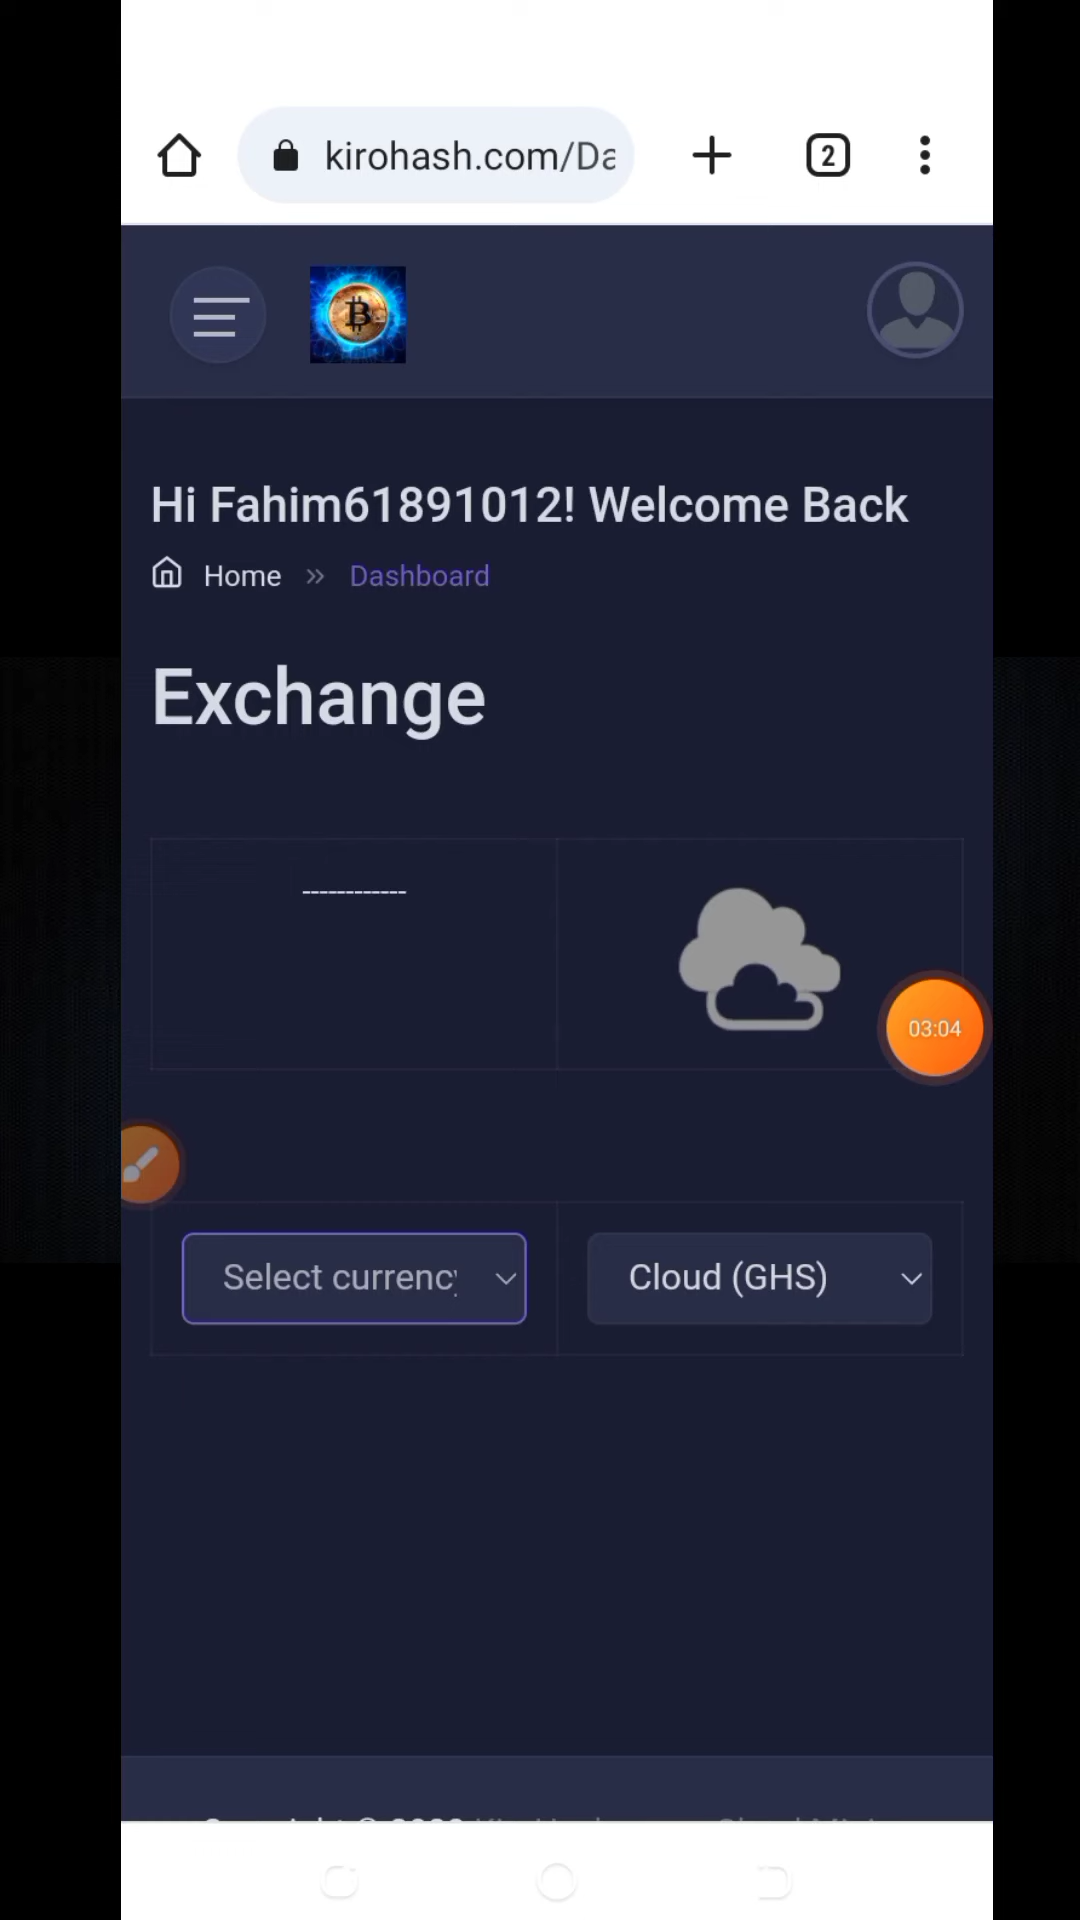 kirohash.com/Da
2
Hi Fahim61891012! Welcome Back
Home » Dashboard
Exchange
------------
03:04
Select currency
Cloud (GHS)